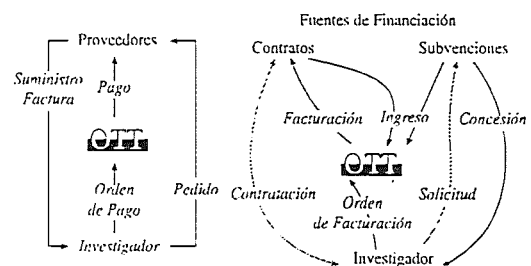 Proveedores
Suministro
Factura
Pago
OTT
Orden
de Pago
Pedido
Investigador
Fuentes de Financiación
Contratos
Subvenciones
Facturación
Ingreso
Concesión
OTT
Contratación
Orden
de Facturación
Solicitud
Investigador